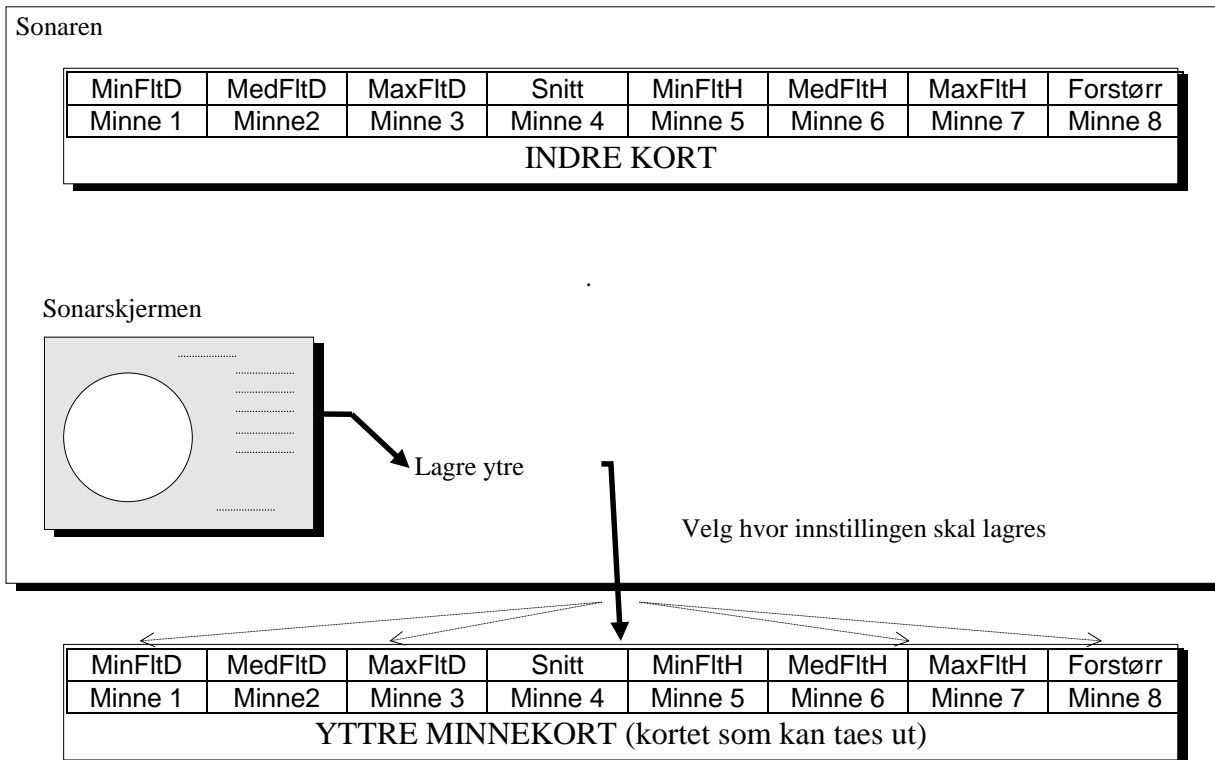 Sonaren
MinFltD MedFltD MaxFltD Snitt MinFltH MedFltH MaxFltH Forstørr
Minne 1 Minne2 Minne 3 Minne 4 Minne 5 Minne 6 Minne 7 Minne 8
INDRE KORT
.
Sonarskjermen
Lagre ytre
Velg hvor innstillingen skal lagres
MinFltD MedFltD MaxFltD Snitt MinFltH MedFltH MaxFltH Forstørr
Minne 1 Minne2 Minne 3 Minne 4 Minne 5 Minne 6 Minne 7 Minne 8
YTTRE MINNEKORT (kortet som kan taes ut)